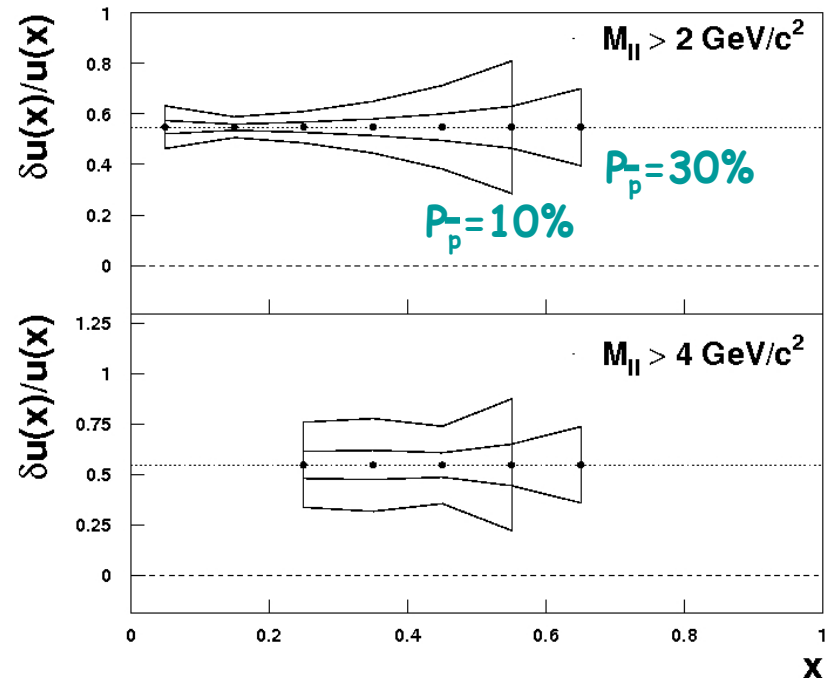 δu(x)/u(x)
1
0.8
0.6
0.4
0.2
0
M_ll > 2 GeV/c²
P_p̄=30%
P_p̄=10%
δu(x)/u(x)
1.25
1
0.75
0.5
0.25
0
M_ll > 4 GeV/c²
0 0.2 0.4 0.6 0.8 1
x